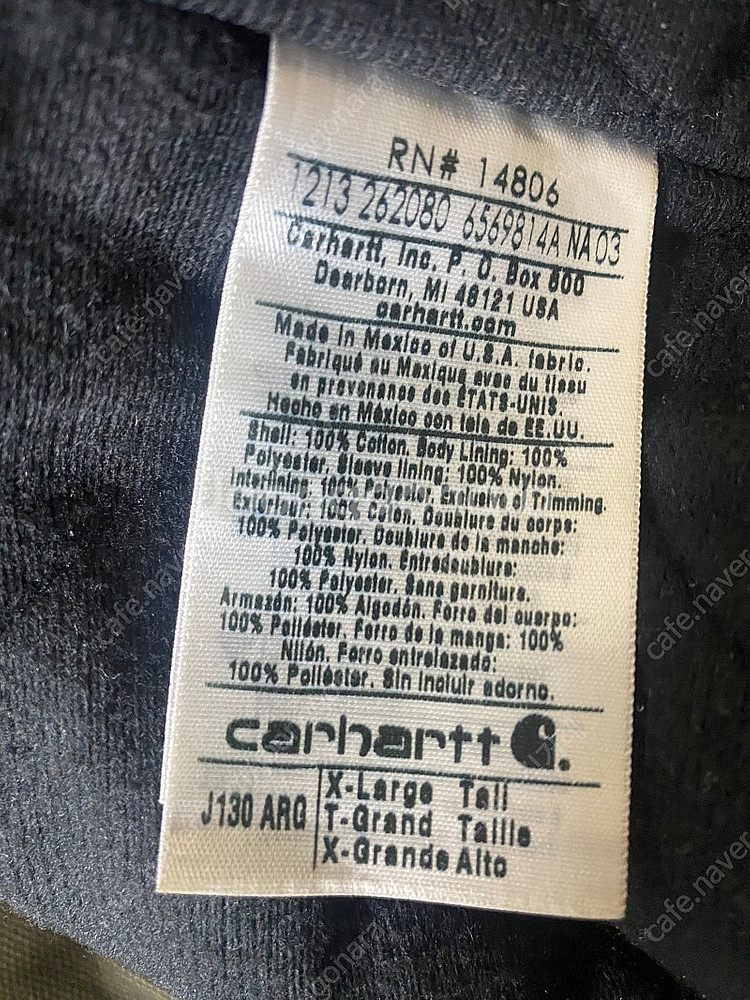 RN# 14806
1213 262080 6569814A NA 03
Carhartt, Inc. P. O. Box 600
Dearborn, MI 48121 USA
carhartt.com
Made in Mexico of U.S.A. fabric.
Fabriqué au Mexique avec du tissu
en provenance des ÉTATS-UNIS.
Hecho en México con tela de EE.UU.
Shell: 100% Cotton, Body Lining: 100%
Polyester, Sleeve lining: 100% Nylon.
Interlining: 100% Polyester, Exclusive of Trimming.
Extérieur: 100% Coton, Doublure du corps:
100% Polyester, Doublure de la manche:
100% Nylon. Entredoublure:
100% Polyester, Sans garniture.
Armazón: 100% Algodón. Forro del cuerpo:
100% Poliéster, Forro de la manga: 100%
Nilón. Forro entrelazado:
100% Poliéster. Sin incluir adorno.
carhartt
J130 ARG
X-Large Tall
T-Grand Taille
X-Grande Alto
cafe.naver